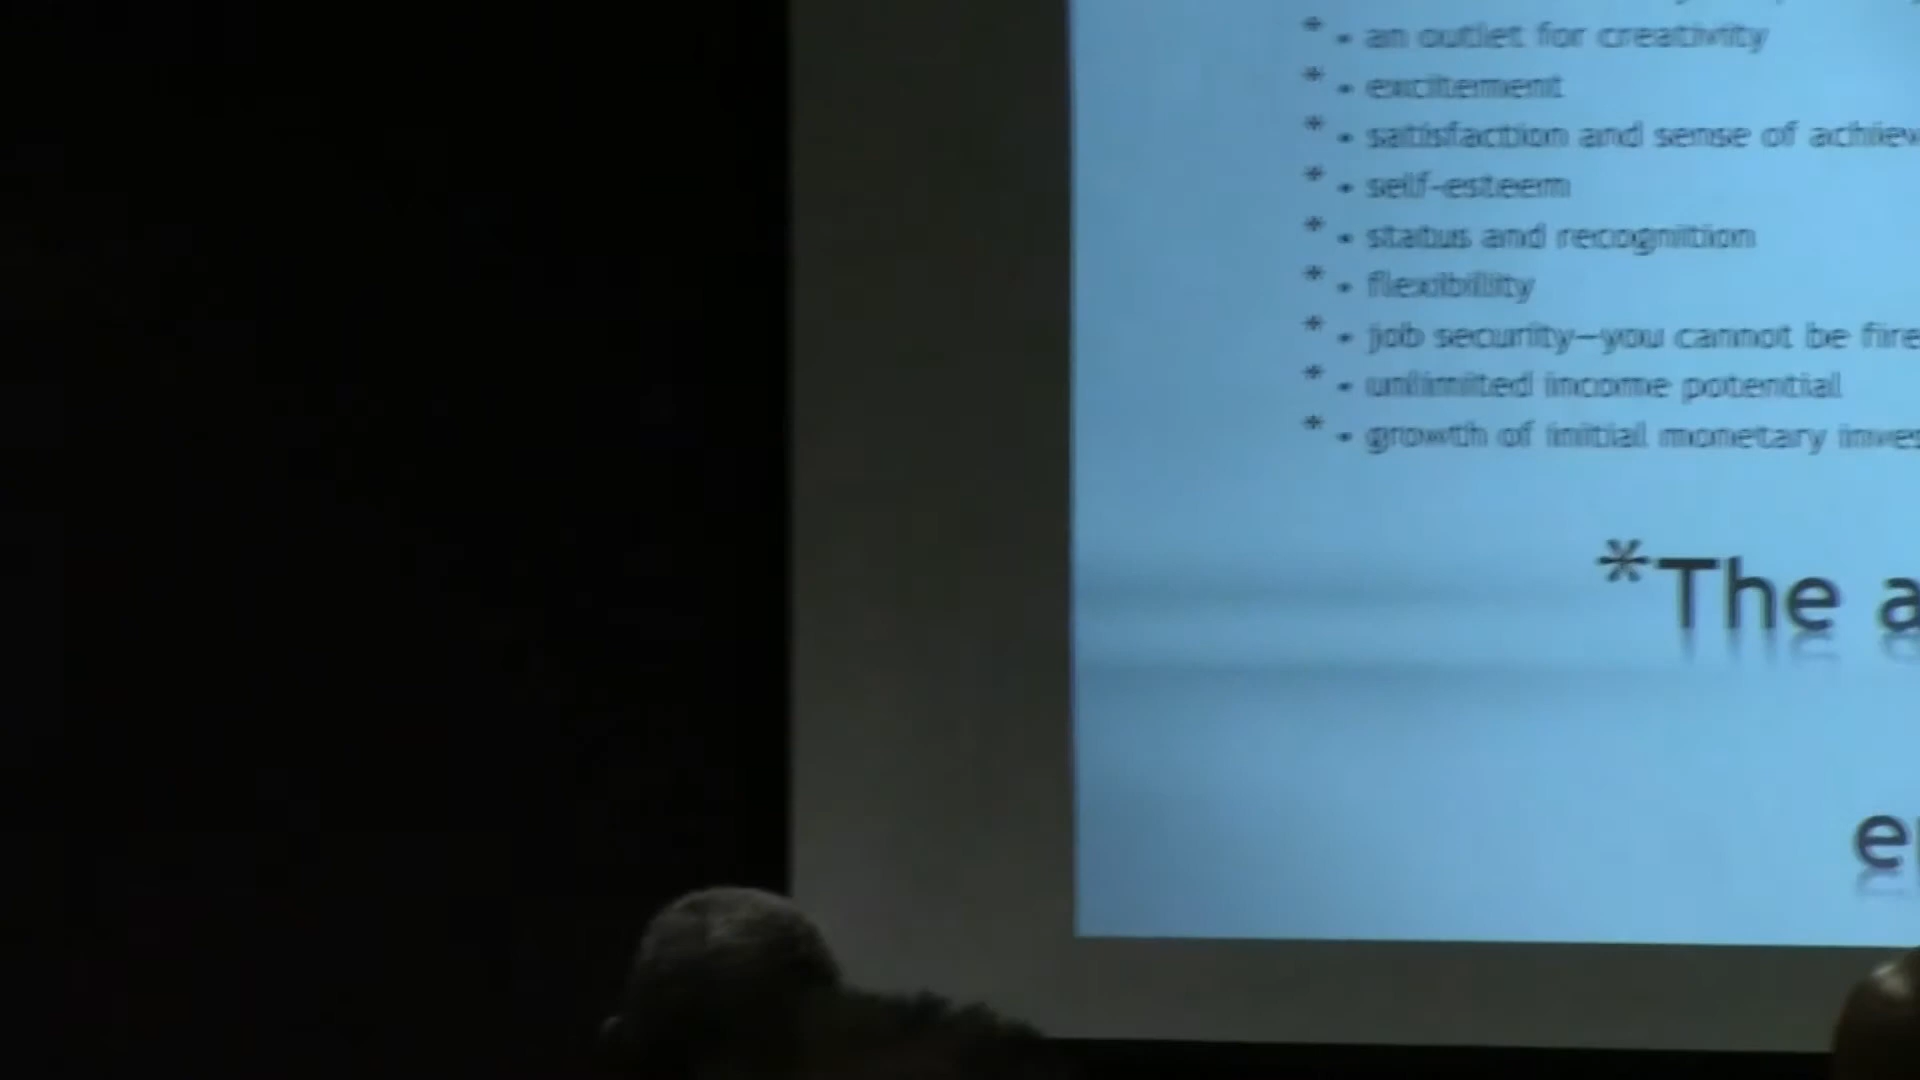 * • an outlet for creativity
* • excitement
* • satisfaction and sense of
* • self-esteem
* • status and recognition
* • flexibility
* • job security—you cannot be
* • unlimited income potential
* • growth of initial monetary
*The